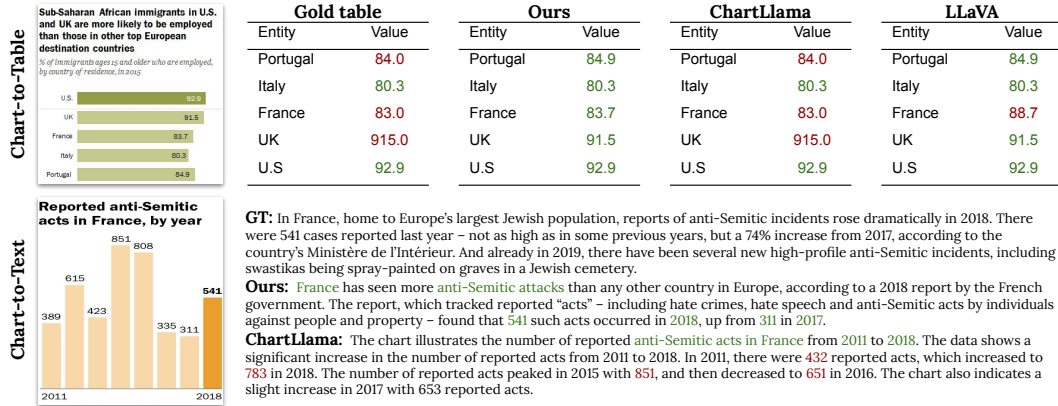 Chart-to-Table
Sub-Saharan African immigrants in U.S.
and UK are more likely to be employed
than those in other top European
destination countries
% of immigrants ages 15 and older who are employed,
by country of residence, in 2015
U.S. 92.9
UK 91.5
France 83.7
Italy 80.3
Portugal 84.9
Gold table
Entity Value
Portugal 84.0
Italy 80.3
France 83.0
UK 915.0
U.S 92.9
Ours
Entity Value
Portugal 84.9
Italy 80.3
France 83.7
UK 91.5
U.S 92.9
ChartLlama
Entity Value
Portugal 84.0
Italy 80.3
France 83.0
UK 915.0
U.S 92.9
LLaVA
Entity Value
Portugal 84.9
Italy 80.3
France 88.7
UK 91.5
U.S 92.9
Chart-to-Text
Reported anti-Semitic
acts in France, by year
389
615
423
851
808
335
311
541
2011 2018
GT: In France, home to Europe's largest Jewish population, reports of anti-Semitic incidents rose dramatically in 2018. There
were 541 cases reported last year – not as high as in some previous years, but a 74% increase from 2017, according to the
country's Ministère de l'Intérieur. And already in 2019, there have been several new high-profile anti-Semitic incidents, including
swastikas being spray-painted on graves in a Jewish cemetery.
Ours: France has seen more anti-Semitic attacks than any other country in Europe, according to a 2018 report by the French
government. The report, which tracked reported "acts" – including hate crimes, hate speech and anti-Semitic acts by individuals
against people and property – found that 541 such acts occurred in 2018, up from 311 in 2017.
ChartLlama: The chart illustrates the number of reported anti-Semitic acts in France from 2011 to 2018. The data shows a
significant increase in the number of reported acts from 2011 to 2018. In 2011, there were 432 reported acts, which increased to
783 in 2018. The number of reported acts peaked in 2015 with 851, and then decreased to 651 in 2016. The chart also indicates a
slight increase in 2017 with 653 reported acts.